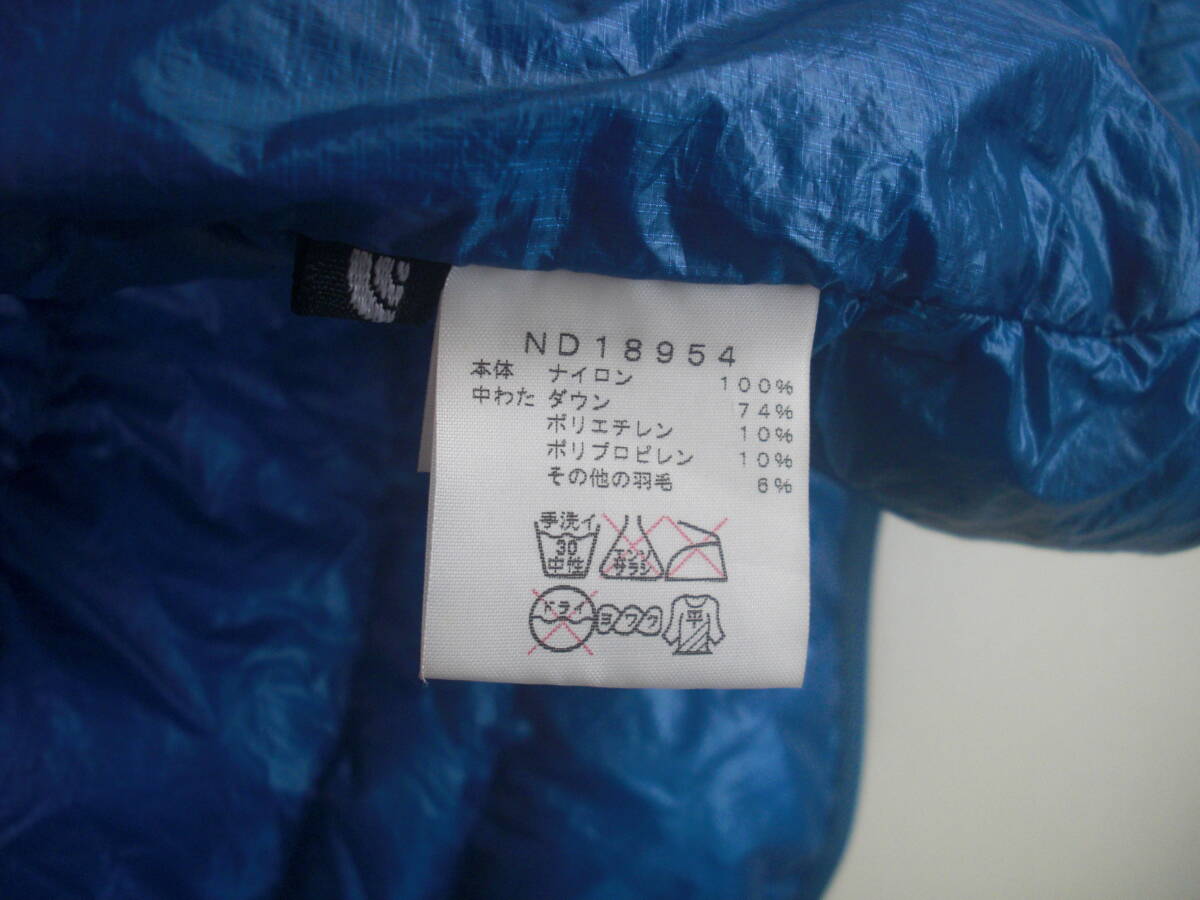 ND18954
本体 ナイロン 100%
中わた ダウン 74%
ポリエチレン 10%
ポリプロピレン 10%
その他の羽毛 6%
手洗イ
30
中性
エンソ
サラシ
ドライ
ヨワク
平